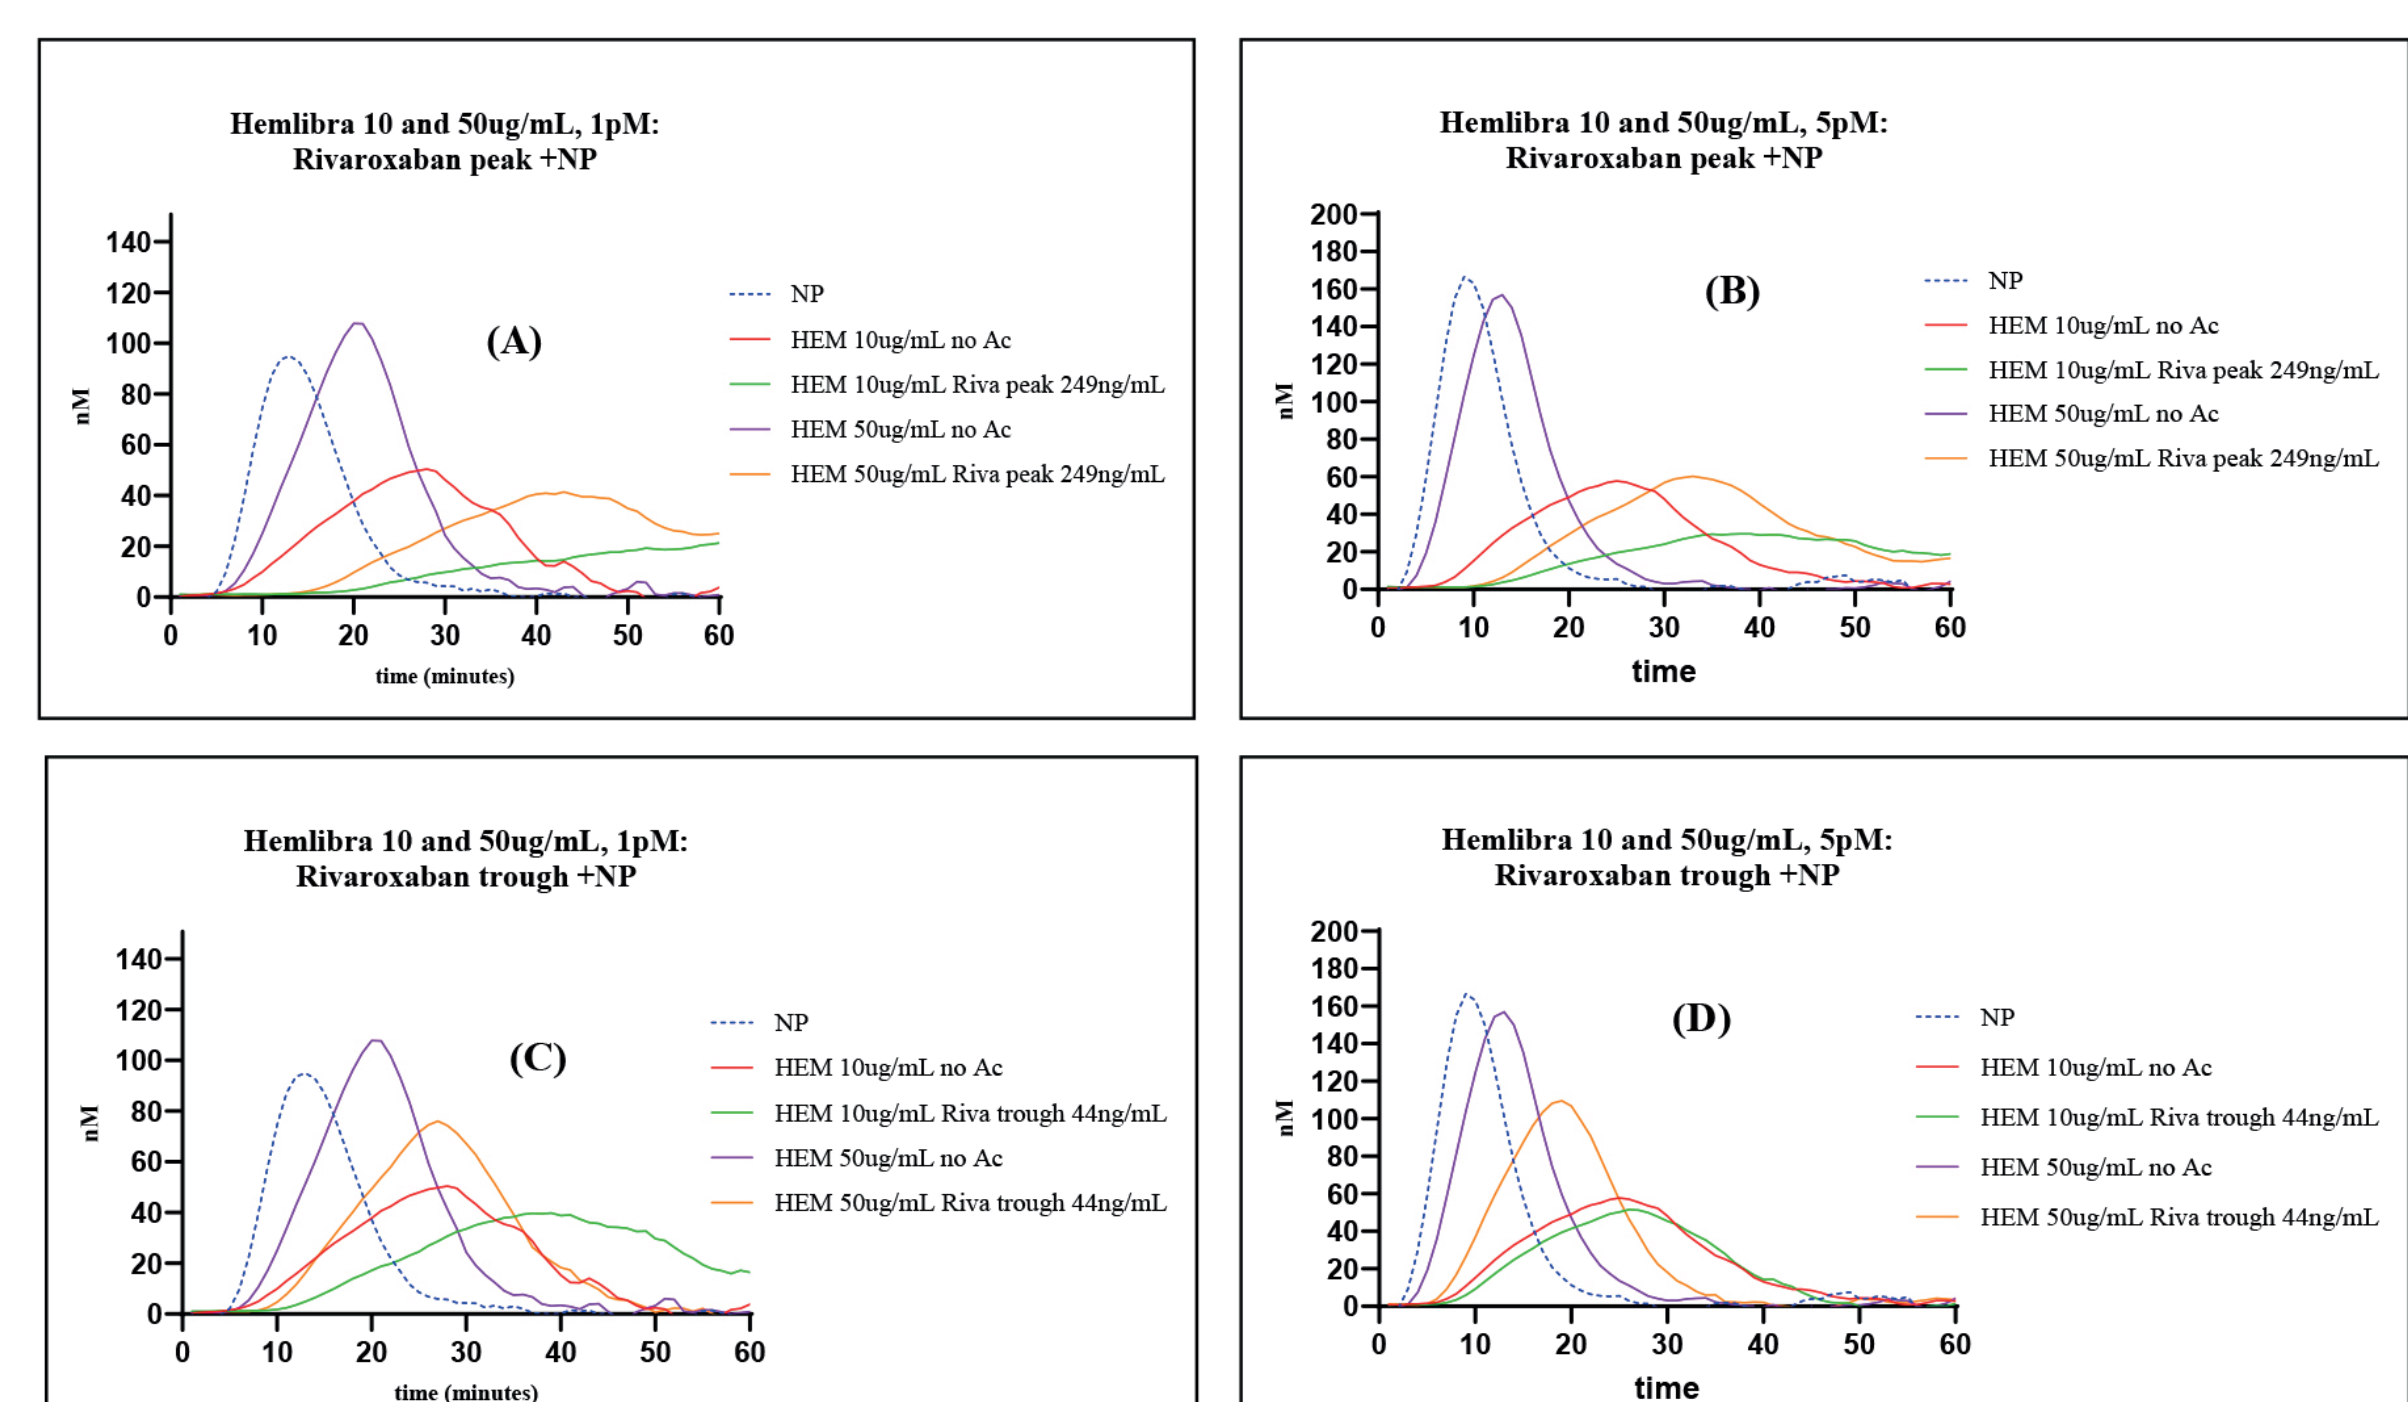 Hemlibra 10 and 50ug/mL, 1pM:
Rivaroxaban peak +NP
140
120
100
80
60
40
20
0
nM
(A)
0 10 20 30 40 50 60
time (minutes)
NP
HEM 10ug/mL no Ac
HEM 10ug/mL Riva peak 249ng/mL
HEM 50ug/mL no Ac
HEM 50ug/mL Riva peak 249ng/mL
Hemlibra 10 and 50ug/mL, 5pM:
Rivaroxaban peak +NP
200
180
160
140
120
100
80
60
40
20
0
nM
(B)
0 10 20 30 40 50 60
time
NP
HEM 10ug/mL no Ac
HEM 10ug/mL Riva peak 249ng/mL
HEM 50ug/mL no Ac
HEM 50ug/mL Riva peak 249ng/mL
Hemlibra 10 and 50ug/mL, 1pM:
Rivaroxaban trough +NP
140
120
100
80
60
40
20
0
nM
(C)
0 10 20 30 40 50 60
time (minutes)
NP
HEM 10ug/mL no Ac
HEM 10ug/mL Riva trough 44ng/mL
HEM 50ug/mL no Ac
HEM 50ug/mL Riva trough 44ng/mL
Hemlibra 10 and 50ug/mL, 5pM:
Rivaroxaban trough +NP
200
180
160
140
120
100
80
60
40
20
0
nM
(D)
0 10 20 30 40 50 60
time
NP
HEM 10ug/mL no Ac
HEM 10ug/mL Riva trough 44ng/mL
HEM 50ug/mL no Ac
HEM 50ug/mL Riva trough 44ng/mL